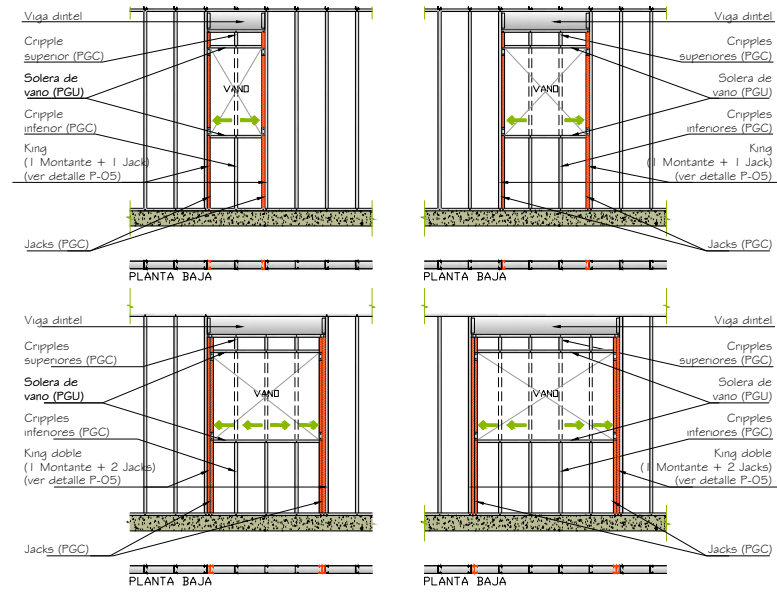 Viga dintel
Cripple
superior (PGC)
Solera de
vano (PGU)
Cripple
inferior (PGC)
King
(1 Montante + 1 Jack)
(ver detalle P-05)
Jacks (PGC)
VANO
PLANTA BAJA
Viga dintel
Cripples
superiores (PGC)
Solera de
vano (PGU)
Cripples
inferiores (PGC)
King
(1 Montante + 1 Jack)
(ver detalle P-05)
Jacks (PGC)
VANO
PLANTA BAJA
Viga dintel
Cripples
superiores (PGC)
Solera de
vano (PGU)
Cripples
inferiores (PGC)
King doble
(1 Montante + 2 Jacks)
(ver detalle P-05)
Jacks (PGC)
VANO
PLANTA BAJA
Viga dintel
Cripples
superiores (PGC)
Solera de
vano (PGU)
Cripples
inferiores (PGC)
King doble
(1 Montante + 2 Jacks)
(ver detalle P-05)
Jacks (PGC)
VANO
PLANTA BAJA